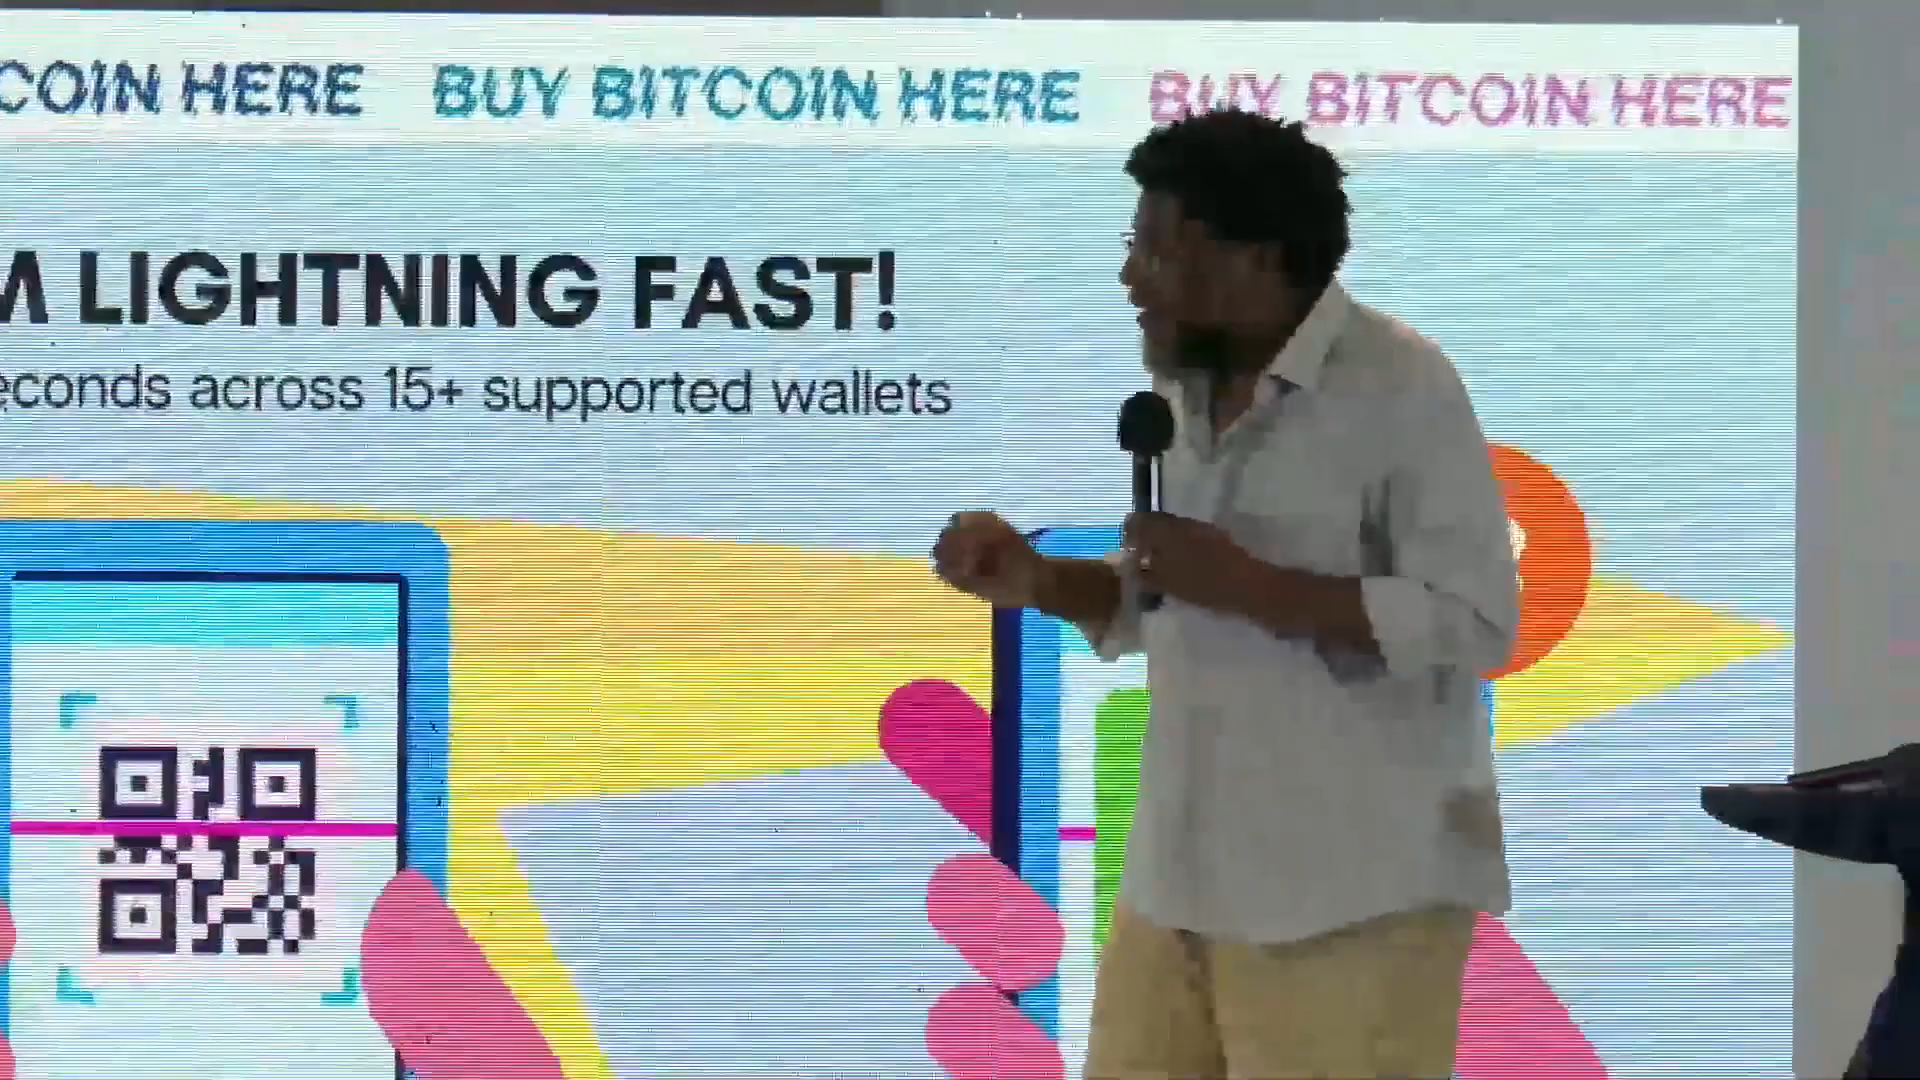 COIN HERE BUY BITCOIN HERE BUY BITCOIN HERE
M LIGHTNING FAST!
econds across 15+ supported wallets